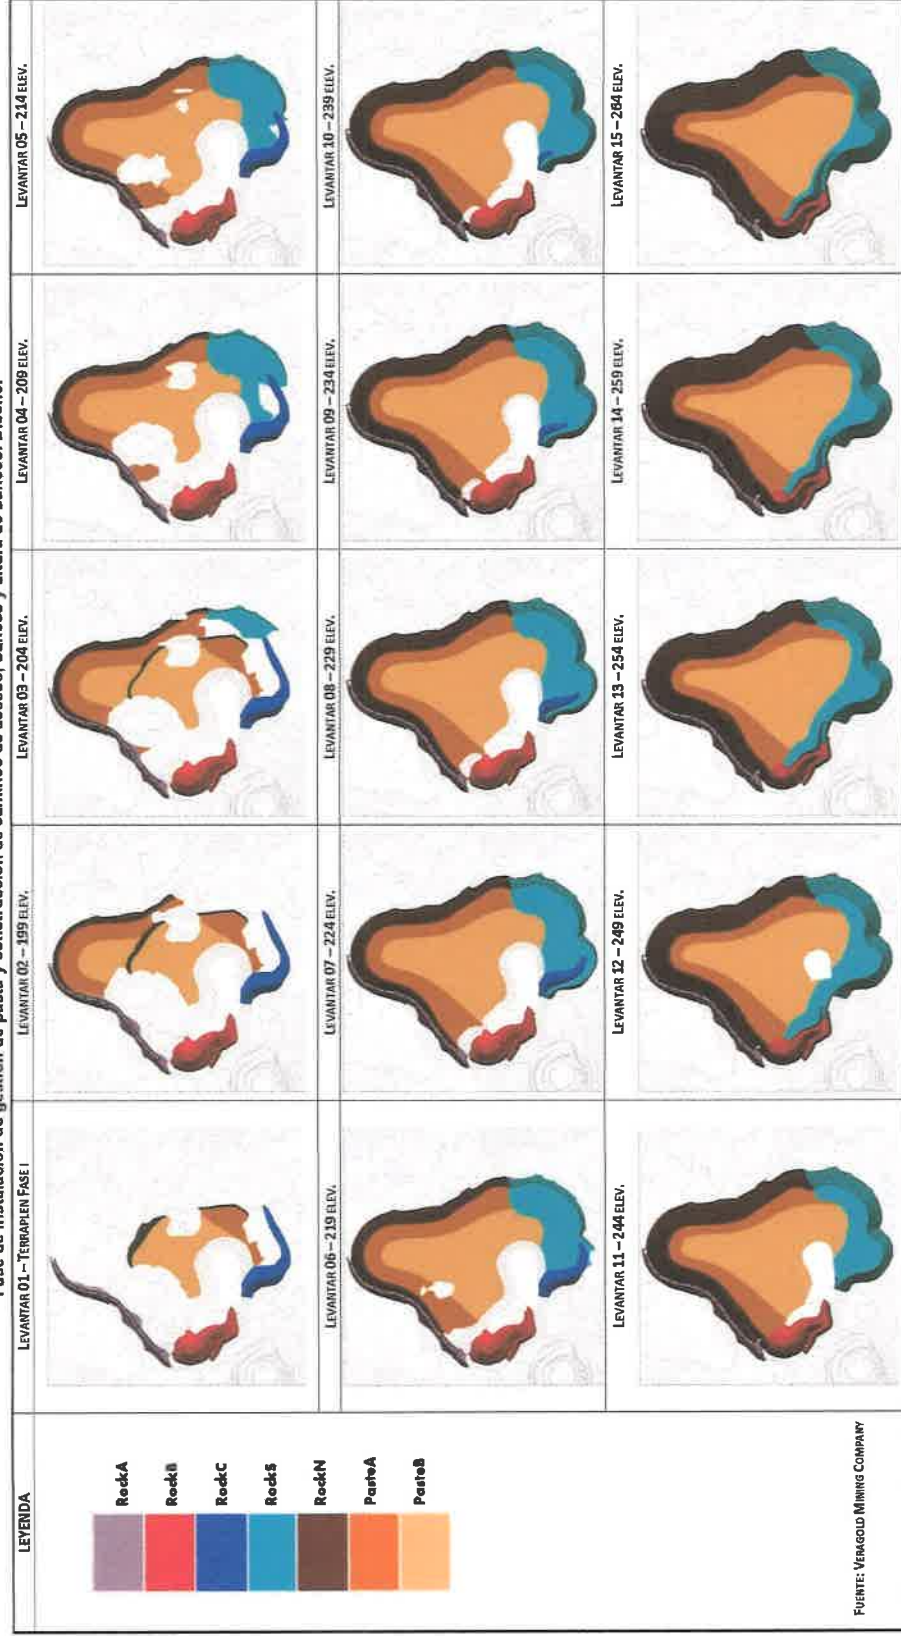 LEYENDA
RockA
RockB
RockC
RockS
RockN
PasteA
PasteB
LEVANTAR 01 – TERRAPLEN FASE I
LEVANTAR 02 – 199 ELEV.
LEVANTAR 03 – 204 ELEV.
LEVANTAR 04 – 209 ELEV.
LEVANTAR 05 – 214 ELEV.
LEVANTAR 06 – 219 ELEV.
LEVANTAR 07 – 224 ELEV.
LEVANTAR 08 – 229 ELEV.
LEVANTAR 09 – 234 ELEV.
LEVANTAR 10 – 239 ELEV.
LEVANTAR 11 – 244 ELEV.
LEVANTAR 12 – 249 ELEV.
LEVANTAR 13 – 254 ELEV.
LEVANTAR 14 – 259 ELEV.
LEVANTAR 15 – 264 ELEV.
FUENTE: VERAGOLD MINING COMPANY